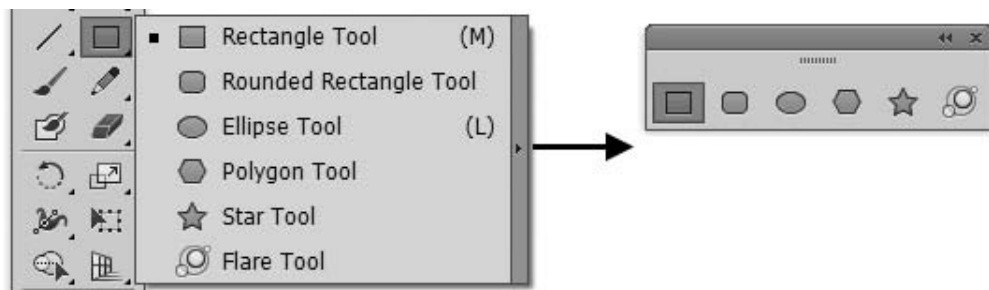 Rectangle Tool (M)
Rounded Rectangle Tool
Ellipse Tool (L)
Polygon Tool
Star Tool
Flare Tool